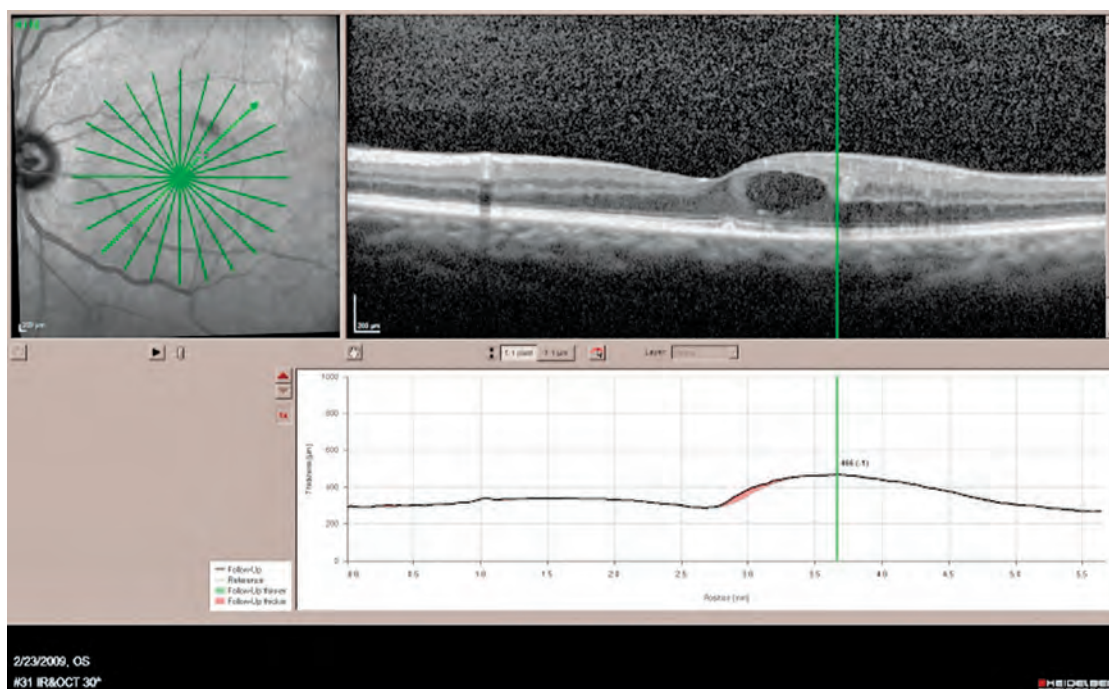 200 µm
200 µm
1:1 pixel
1:1 µm
Layer:
1x
Thickness [µm]
1000
800
600
400
200
0
466 (-1)
0.0 0.5 1.0 1.5 2.0 2.5 3.0 3.5 4.0 4.5 5.0 5.5
Position [mm]
Follow-Up
Reference
Follow-Up thinner
Follow-Up thicker
2/23/2009, OS
#31 IR&OCT 30°
HEIDELBE